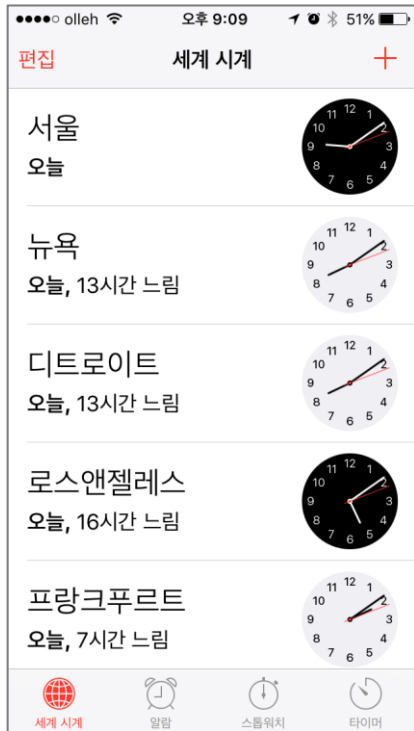 olleh 오후 9:09 51%
편집 세계 시계 +
서울
오늘
뉴욕
오늘, 13시간 느림
디트로이트
오늘, 13시간 느림
로스앤젤레스
오늘, 16시간 느림
프랑크푸르트
오늘, 7시간 느림
세계 시계 알람 스톱워치 타이머